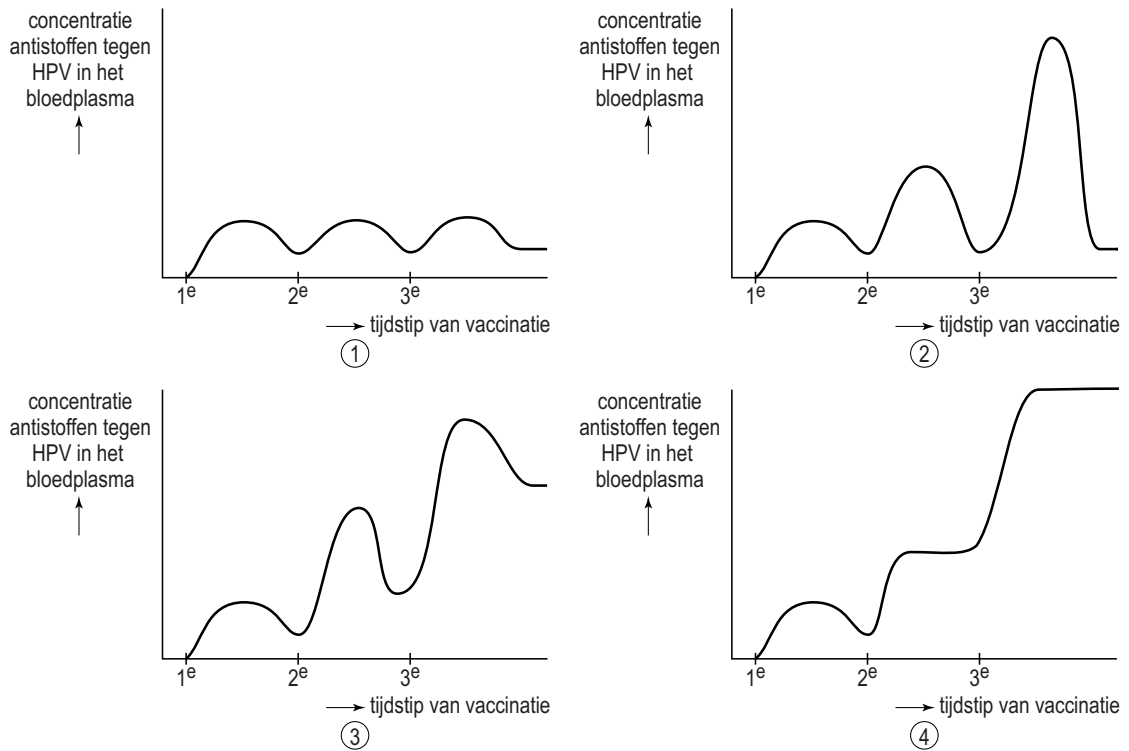 concentratie
antistoffen tegen
HPV in het
bloedplasma
1e 2e 3e
tijdstip van vaccinatie
1
concentratie
antistoffen tegen
HPV in het
bloedplasma
1e 2e 3e
tijdstip van vaccinatie
2
concentratie
antistoffen tegen
HPV in het
bloedplasma
1e 2e 3e
tijdstip van vaccinatie
3
concentratie
antistoffen tegen
HPV in het
bloedplasma
1e 2e 3e
tijdstip van vaccinatie
4